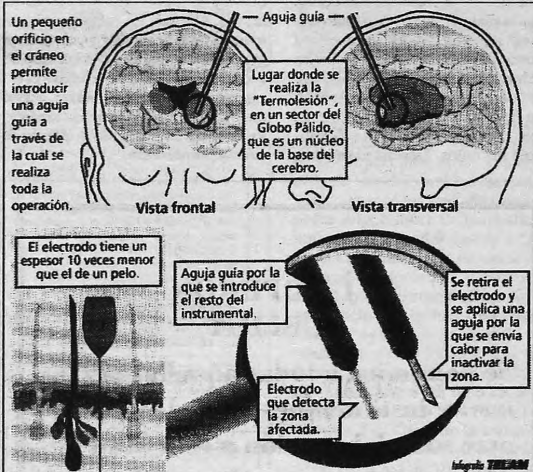 Un pequeño
orificio en
el cráneo
permite
introducir
una aguja
guía a
través de
la cual se
realiza
toda la
operación.
Aguja guía
Lugar donde se
realiza la
"Termolesión",
en un sector del
Globo Pálido,
que es un núcleo
de la base del
cerebro.
Vista frontal
Vista transversal
El electrodo tiene un
espesor 10 veces menor
que el de un pelo.
Aguja guía por la
que se introduce
el resto del
instrumental.
Se retira el
electrodo y
se aplica una
aguja por la
que se envía
calor para
inactivar la
zona.
Electrodo
que detecta
la zona
afectada.
Infografía TELAM